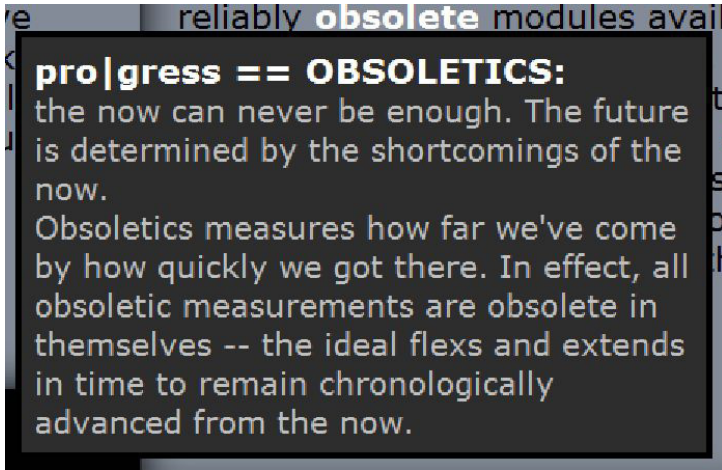 reliably obsolete modules
pro|gress == OBSOLETICS:
the now can never be enough. The future
is determined by the shortcomings of the
now.
Obsoletics measures how far we've come
by how quickly we got there. In effect, all
obsoletic measurements are obsolete in
themselves -- the ideal flexs and extends
in time to remain chronologically
advanced from the now.